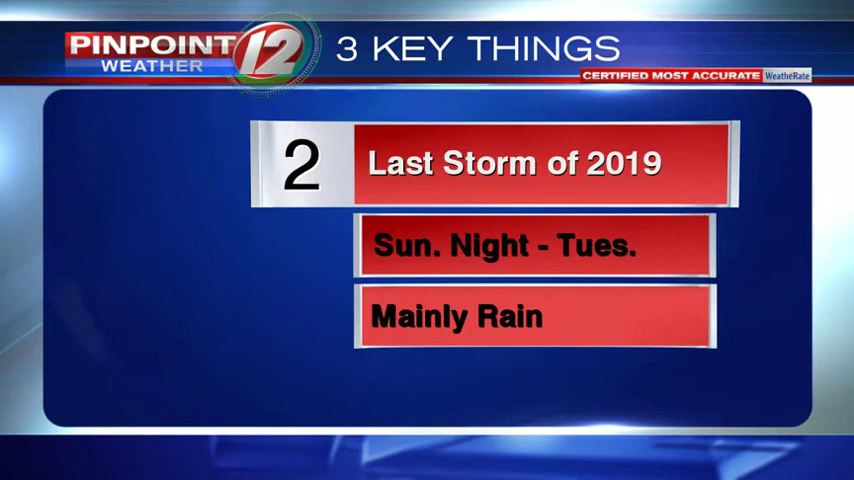 PINPOINT 12
WEATHER
3 KEY THINGS
CERTIFIED MOST ACCURATE WeatheRate
2 Last Storm of 2019
Sun. Night - Tues.
Mainly Rain